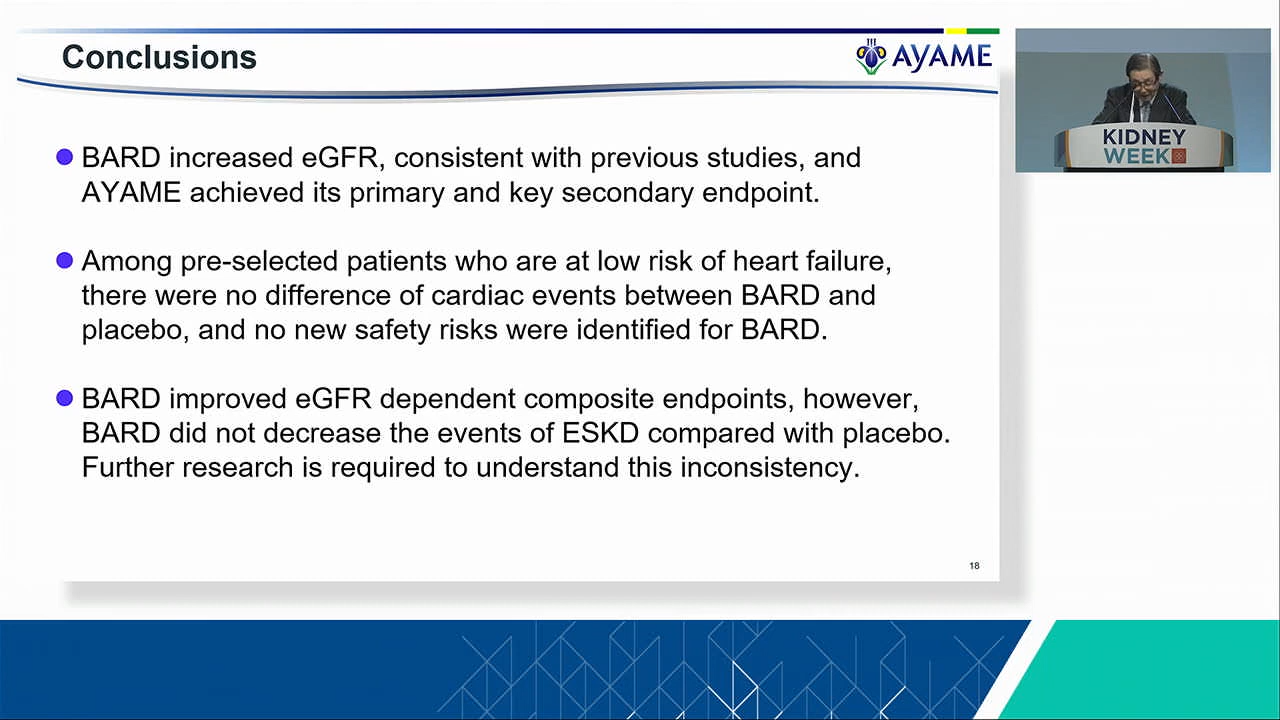 Conclusions
AYAME
BARD increased eGFR, consistent with previous studies, and
AYAME achieved its primary and key secondary endpoint.
Among pre-selected patients who are at low risk of heart failure,
there were no difference of cardiac events between BARD and
placebo, and no new safety risks were identified for BARD.
BARD improved eGFR dependent composite endpoints, however,
BARD did not decrease the events of ESKD compared with placebo.
Further research is required to understand this inconsistency.
18
KIDNEY
WEEK